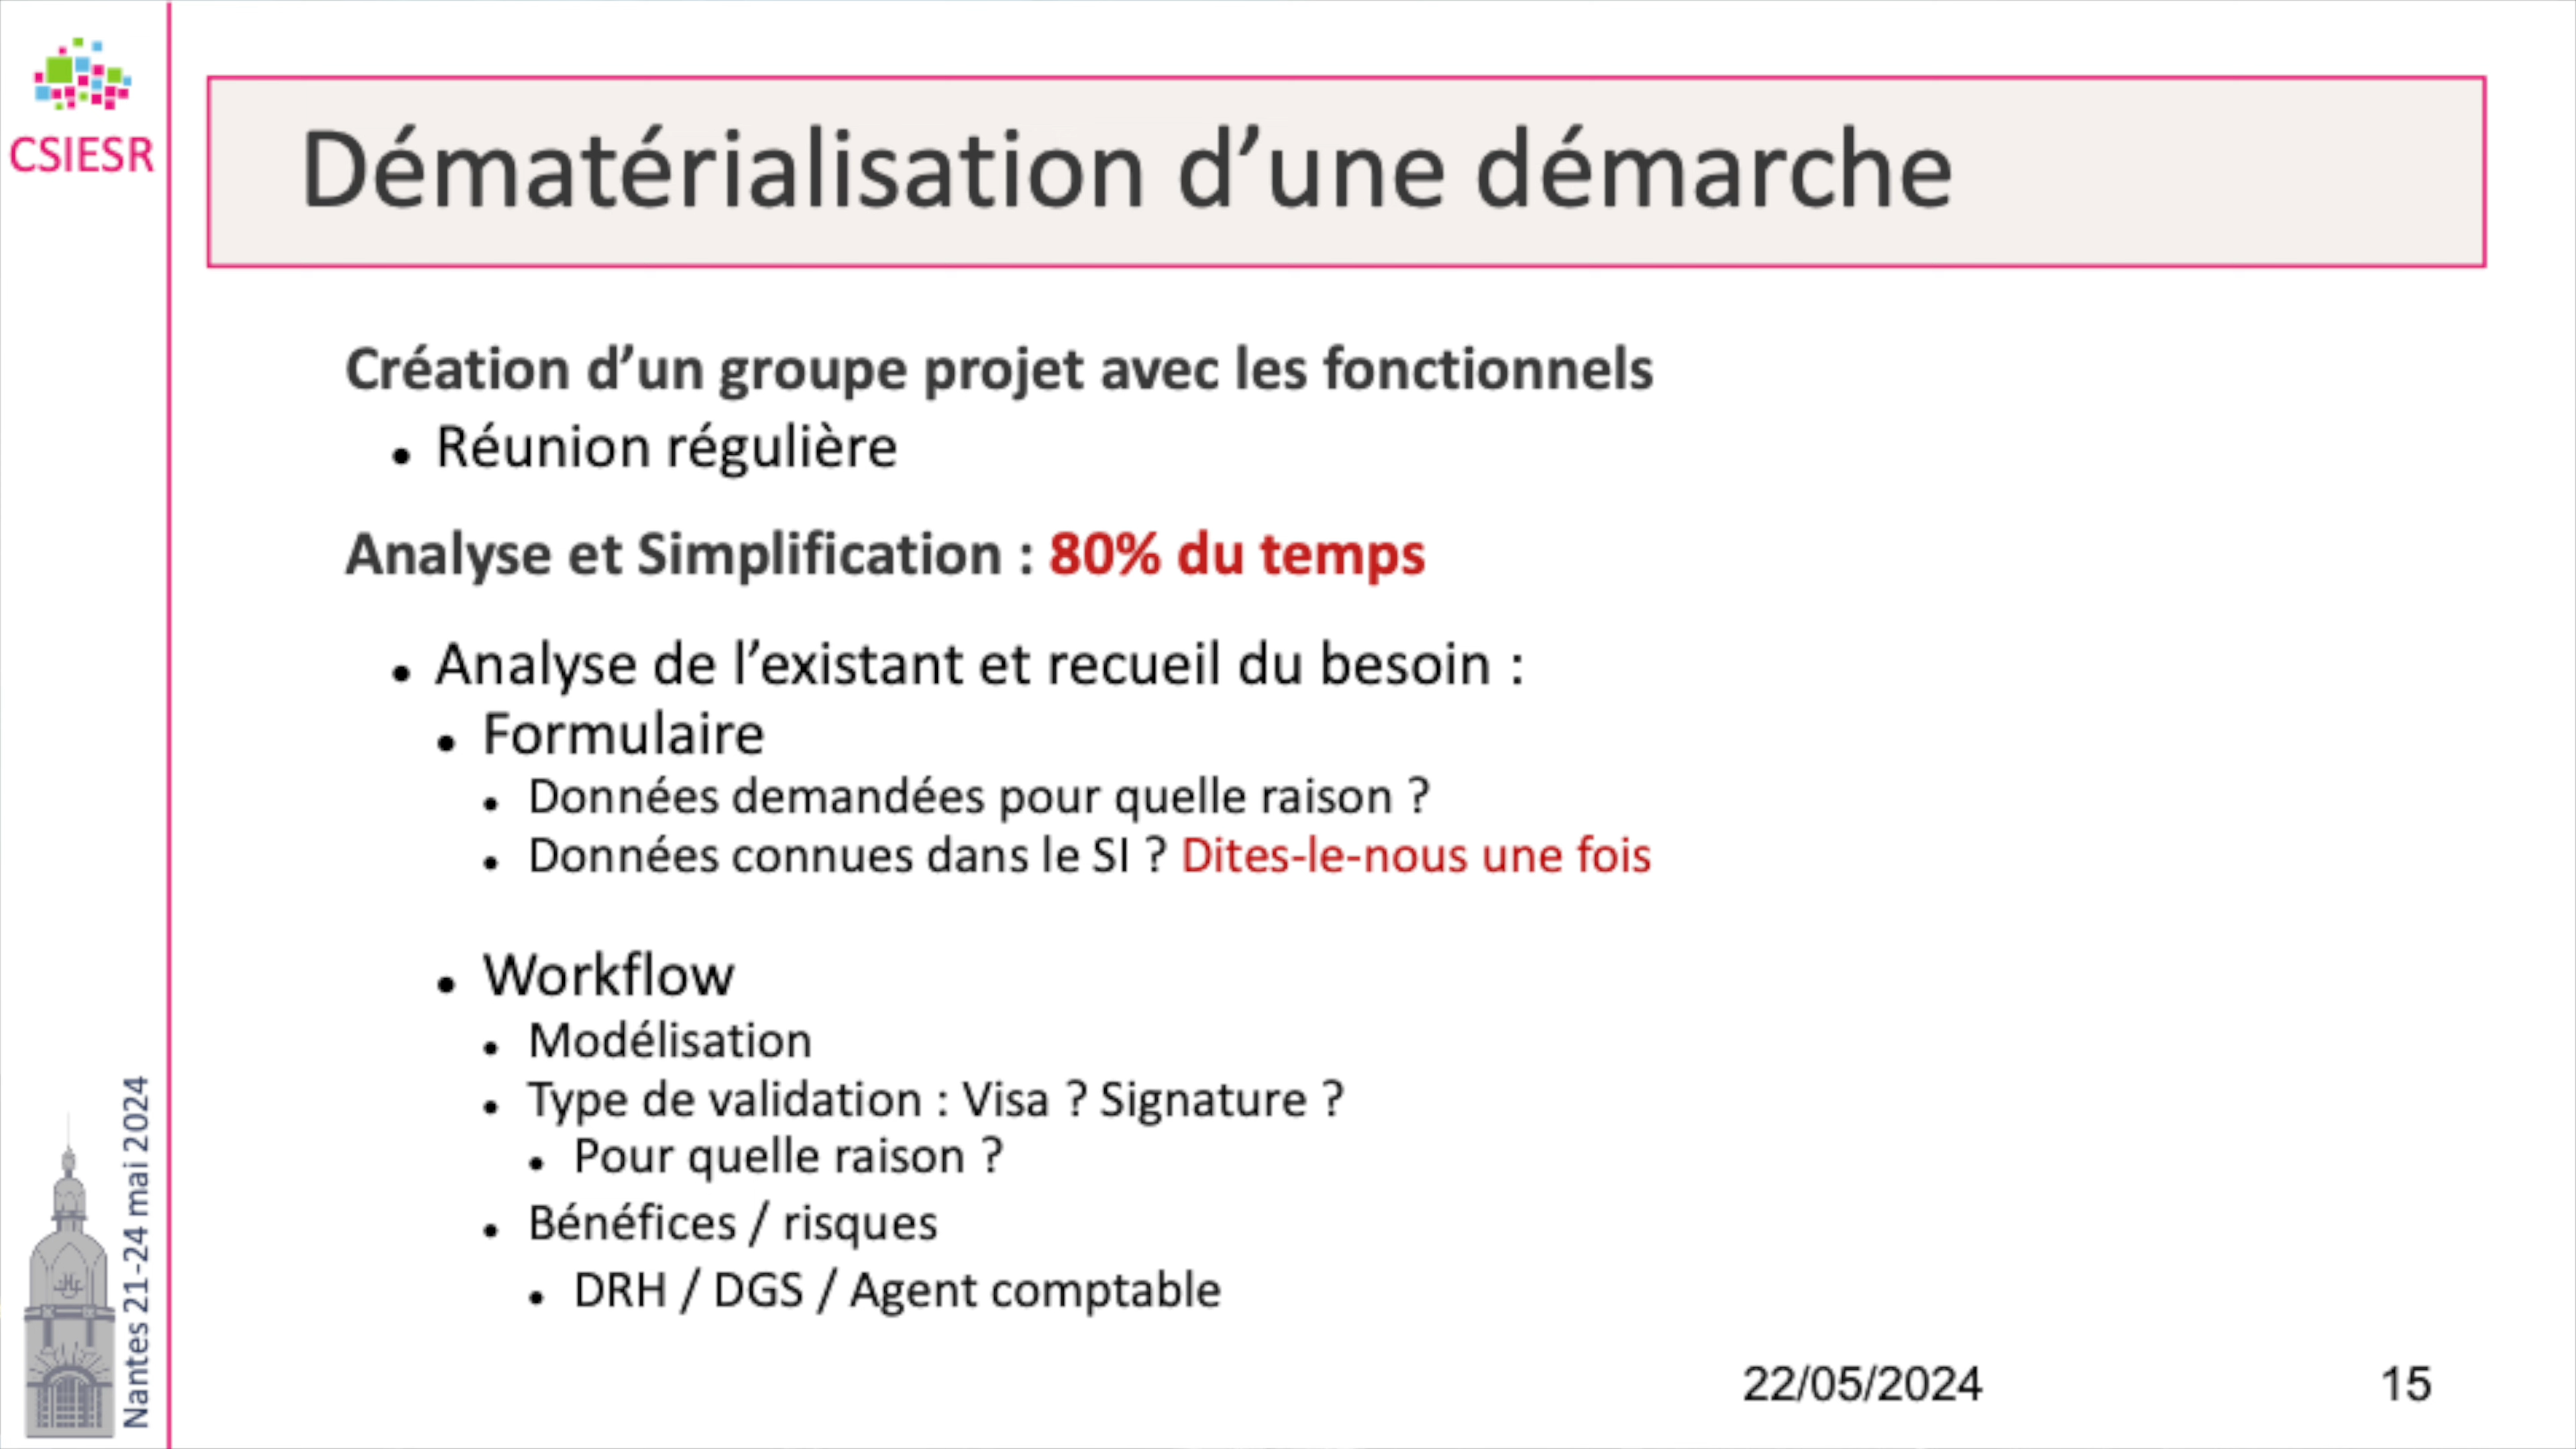 CSIESR
Dématérialisation d’une démarche
Création d’un groupe projet avec les fonctionnels
• Réunion régulière
Analyse et Simplification : 80% du temps
• Analyse de l’existant et recueil du besoin :
• Formulaire
• Données demandées pour quelle raison ?
• Données connues dans le SI ? Dites-le-nous une fois
• Workflow
• Modélisation
• Type de validation : Visa ? Signature ?
• Pour quelle raison ?
• Bénéfices / risques
• DRH / DGS / Agent comptable
Nantes 21-24 mai 2024
22/05/2024
15